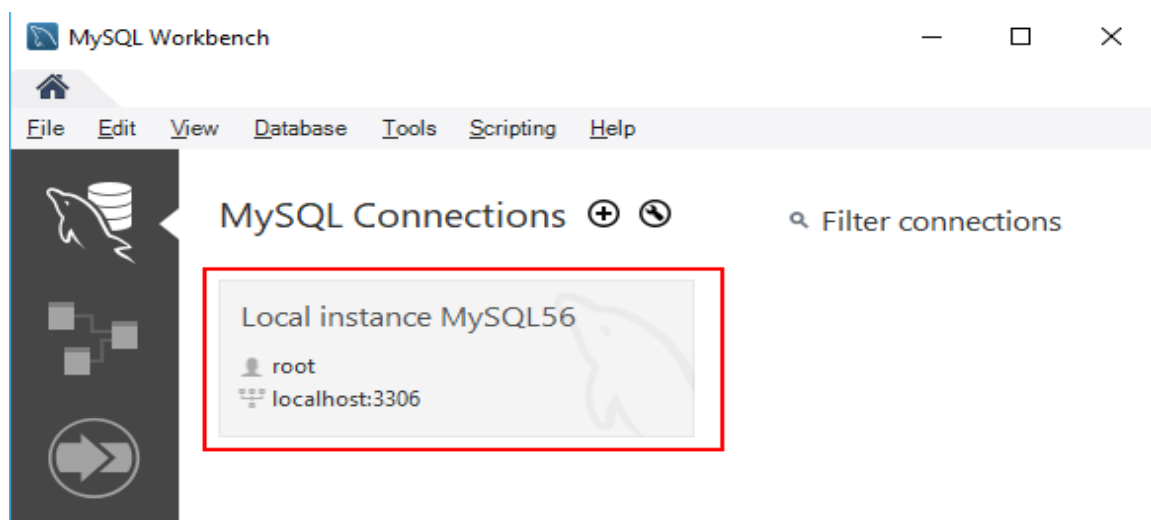 MySQL Workbench
File Edit View Database Tools Scripting Help
MySQL Connections
Filter connections
Local instance MySQL56
root
localhost:3306